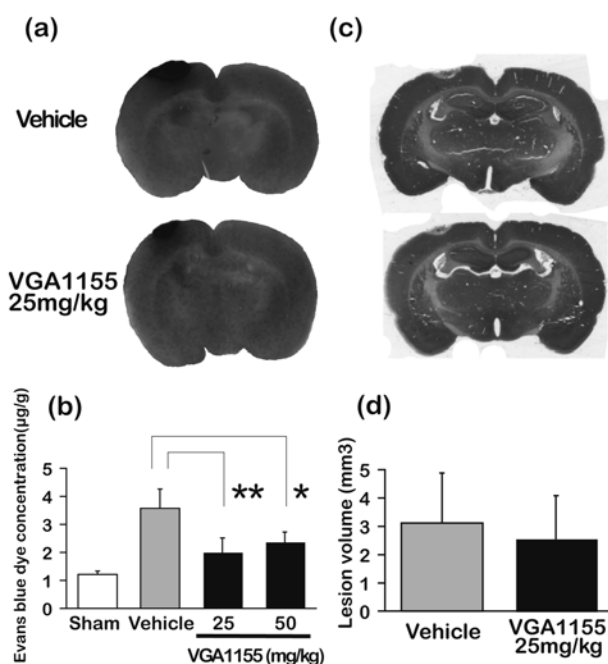 (a)
(c)
Vehicle
VGA1155
25mg/kg
(b)
Evans blue dye concentration(µg/g)
5
4
3
2
1
0
**
*
Sham
Vehicle
25
50
VGA1155 (mg/kg)
(d)
Lesion volume (mm3)
5
4
3
2
1
0
Vehicle
VGA1155
25mg/kg